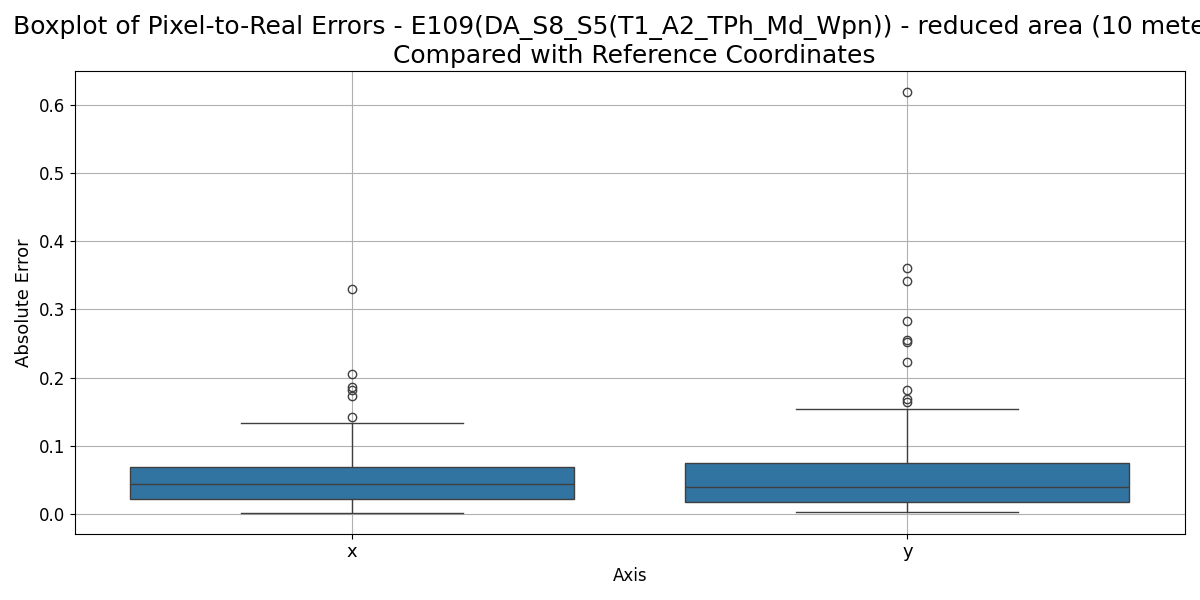 Boxplot of Pixel-to-Real Errors - E109(DA_S8_S5(T1_A2_TPh_Md_Wpn)) - reduced area (10 mete
Compared with Reference Coordinates
0.6
0.5
0.4
0.3
0.2
0.1
0.0
Absolute Error
x
y
Axis